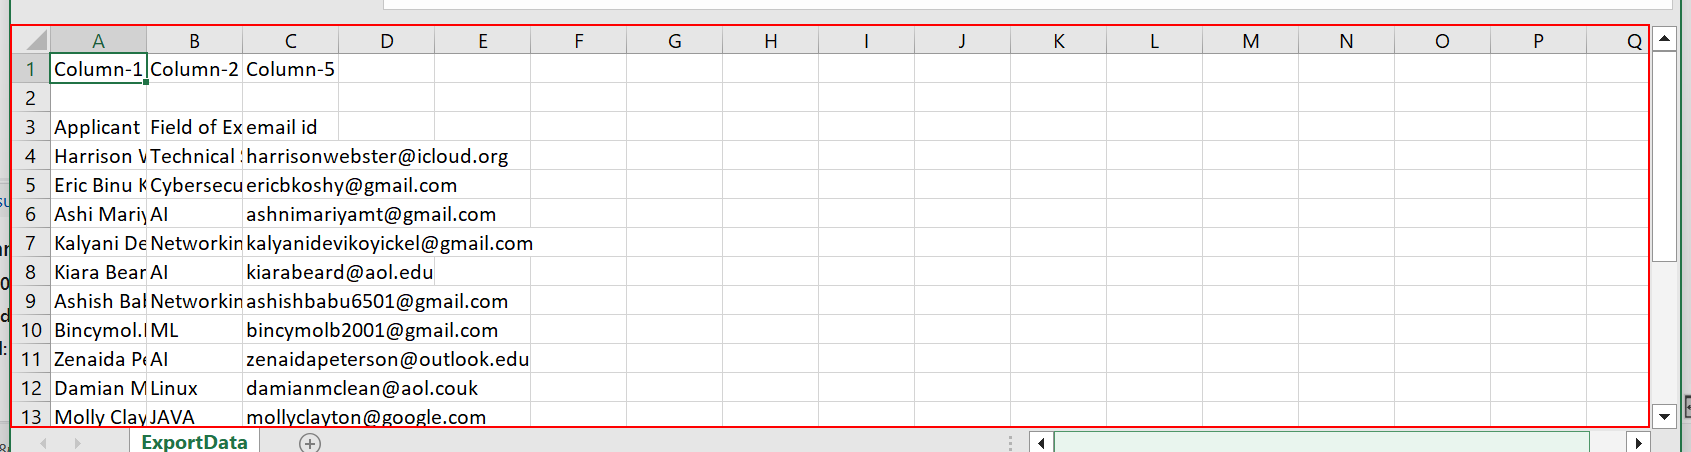 A B C D E F G H I J K L M N O P Q
1 Column-1 Column-2 Column-5
2
3 Applicant Field of Ex email id
4 Harrison Technical harrisonwebster@icloud.org
5 Eric Binu K Cybersecu ericbkoshy@gmail.com
6 Ashi Mariy AI ashnimariyamt@gmail.com
7 Kalyani De Networkin kalyanidevikoyickel@gmail.com
8 Kiara Bear AI kiarabeard@aol.edu
9 Ashish Bal Networkin ashishbabu6501@gmail.com
10 Bincymol. ML bincymolb2001@gmail.com
11 Zenaida Pe AI zenaidapeterson@outlook.edu
12 Damian M Linux damianmclean@aol.couk
13 Molly Clay JAVA mollyclayton@google.com
ExportData